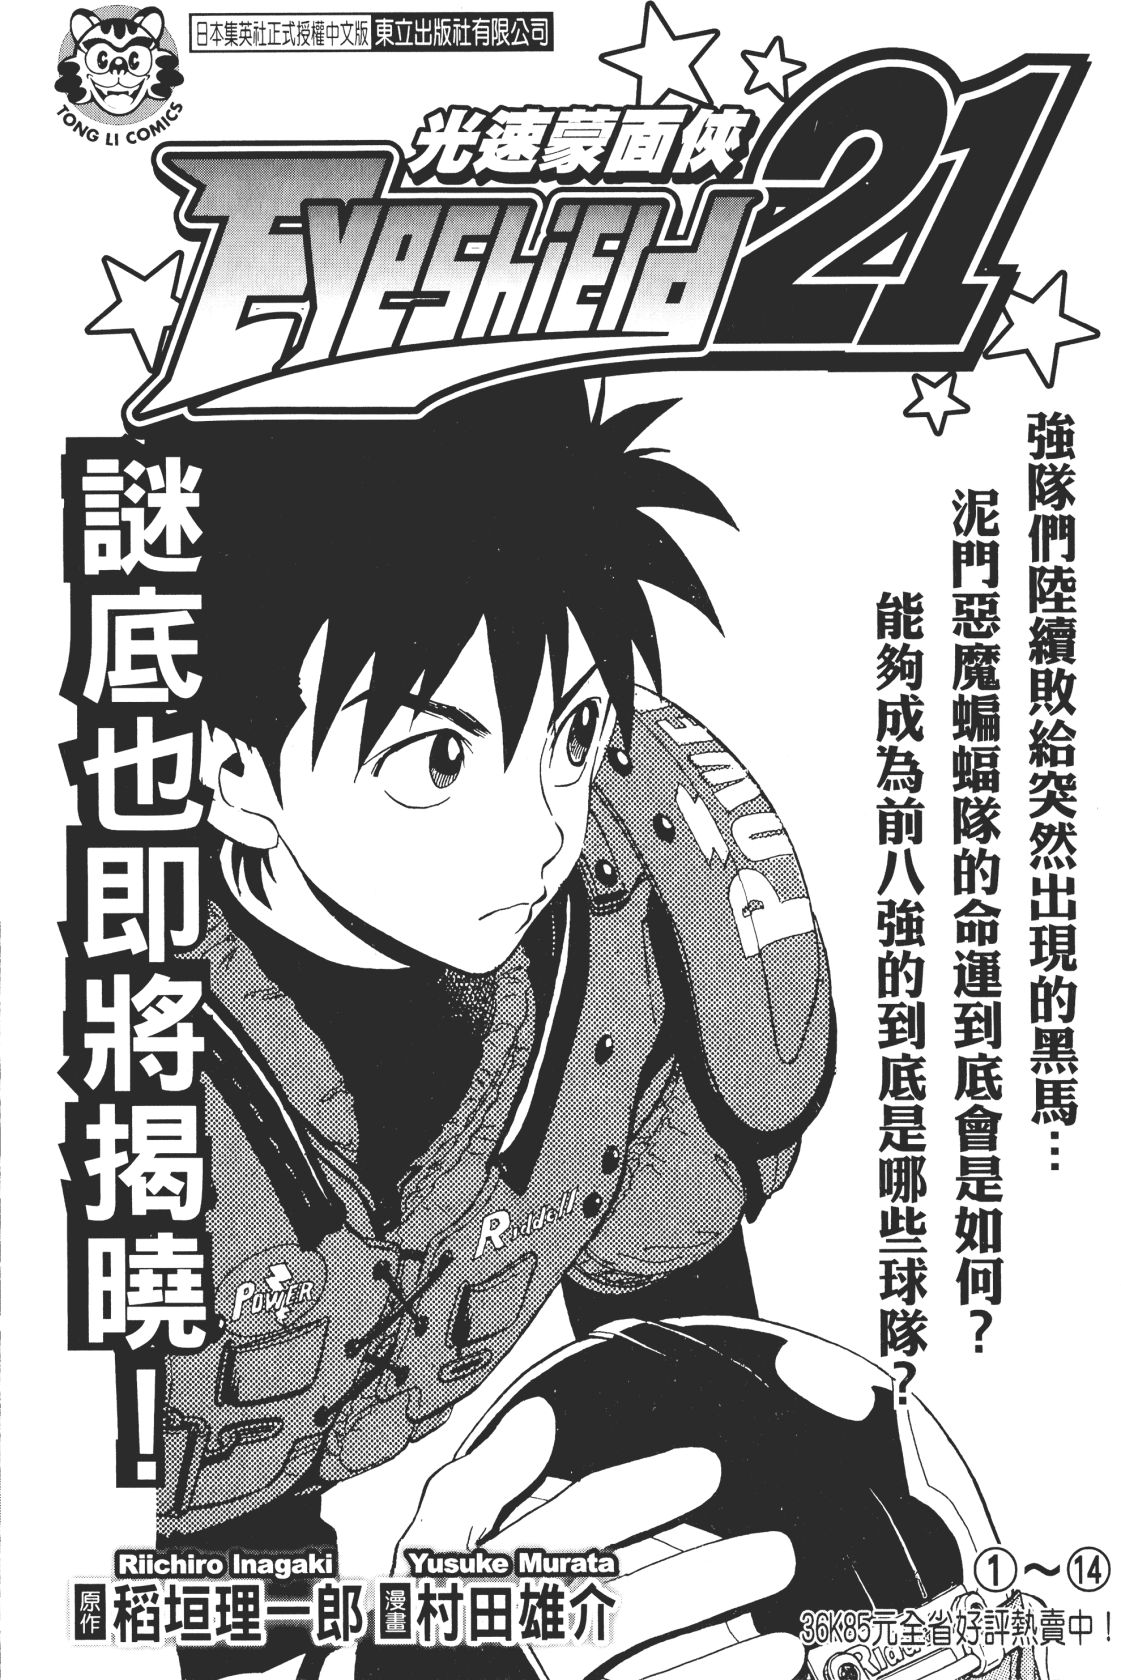 日本集英社正式授權中文版 東立出版社有限公司
TONG LI COMICS
光速蒙面俠
Eyeshield 21
強隊們陸續敗給突然出現的黑馬…
泥門惡魔蝙蝠隊的命運到底會是如何？
能夠成為前八強的到底是哪些球隊？
謎底也即將揭曉！
POWER
Riddell
POWER
Riichiro Inagaki
原作 稻垣理一郎
Yusuke Murata
漫畫 村田雄介
①～⑭
36K85元全省好評熱賣中！